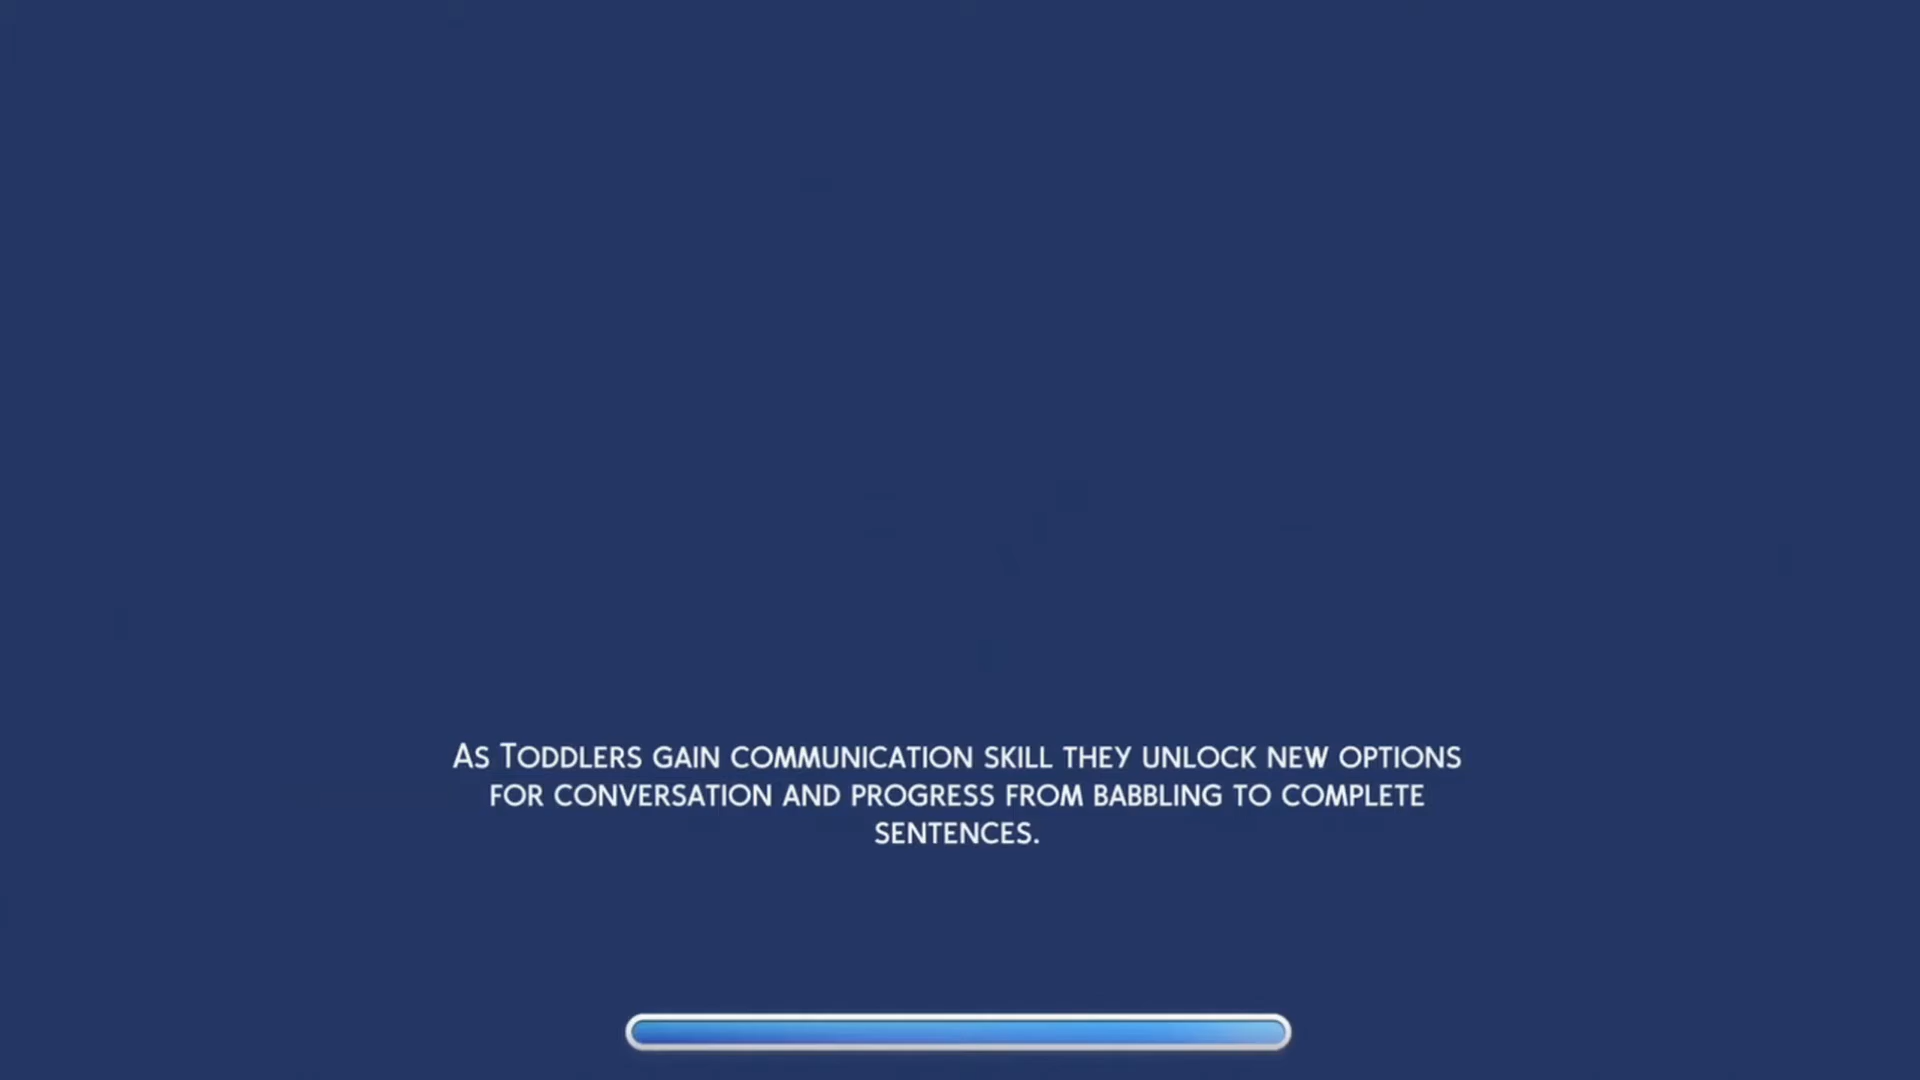 As Toddlers gain communication skill they unlock new options
for conversation and progress from babbling to complete
sentences.